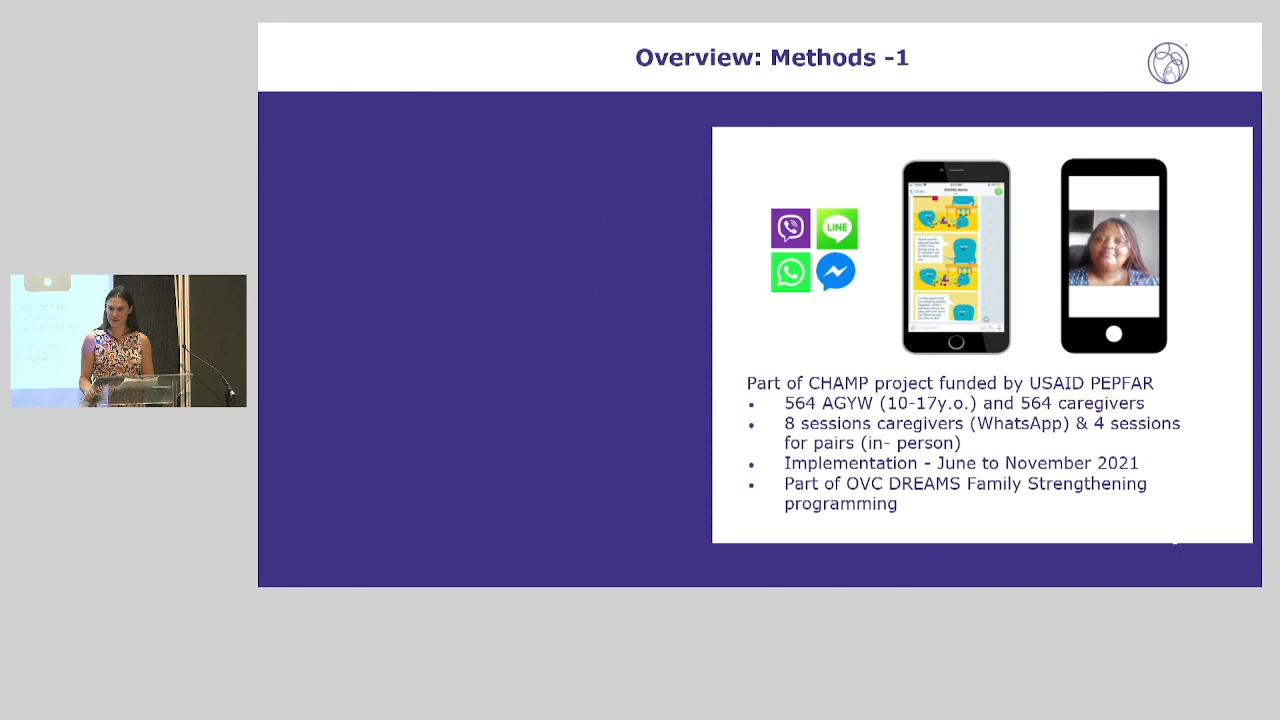 Overview: Methods -1
LINE
Part of CHAMP project funded by USAID PEPFAR
• 564 AGYW (10-17y.o.) and 564 caregivers
• 8 sessions caregivers (WhatsApp) & 4 sessions
for pairs (in- person)
• Implementation - June to November 2021
• Part of OVC DREAMS Family Strengthening
programming